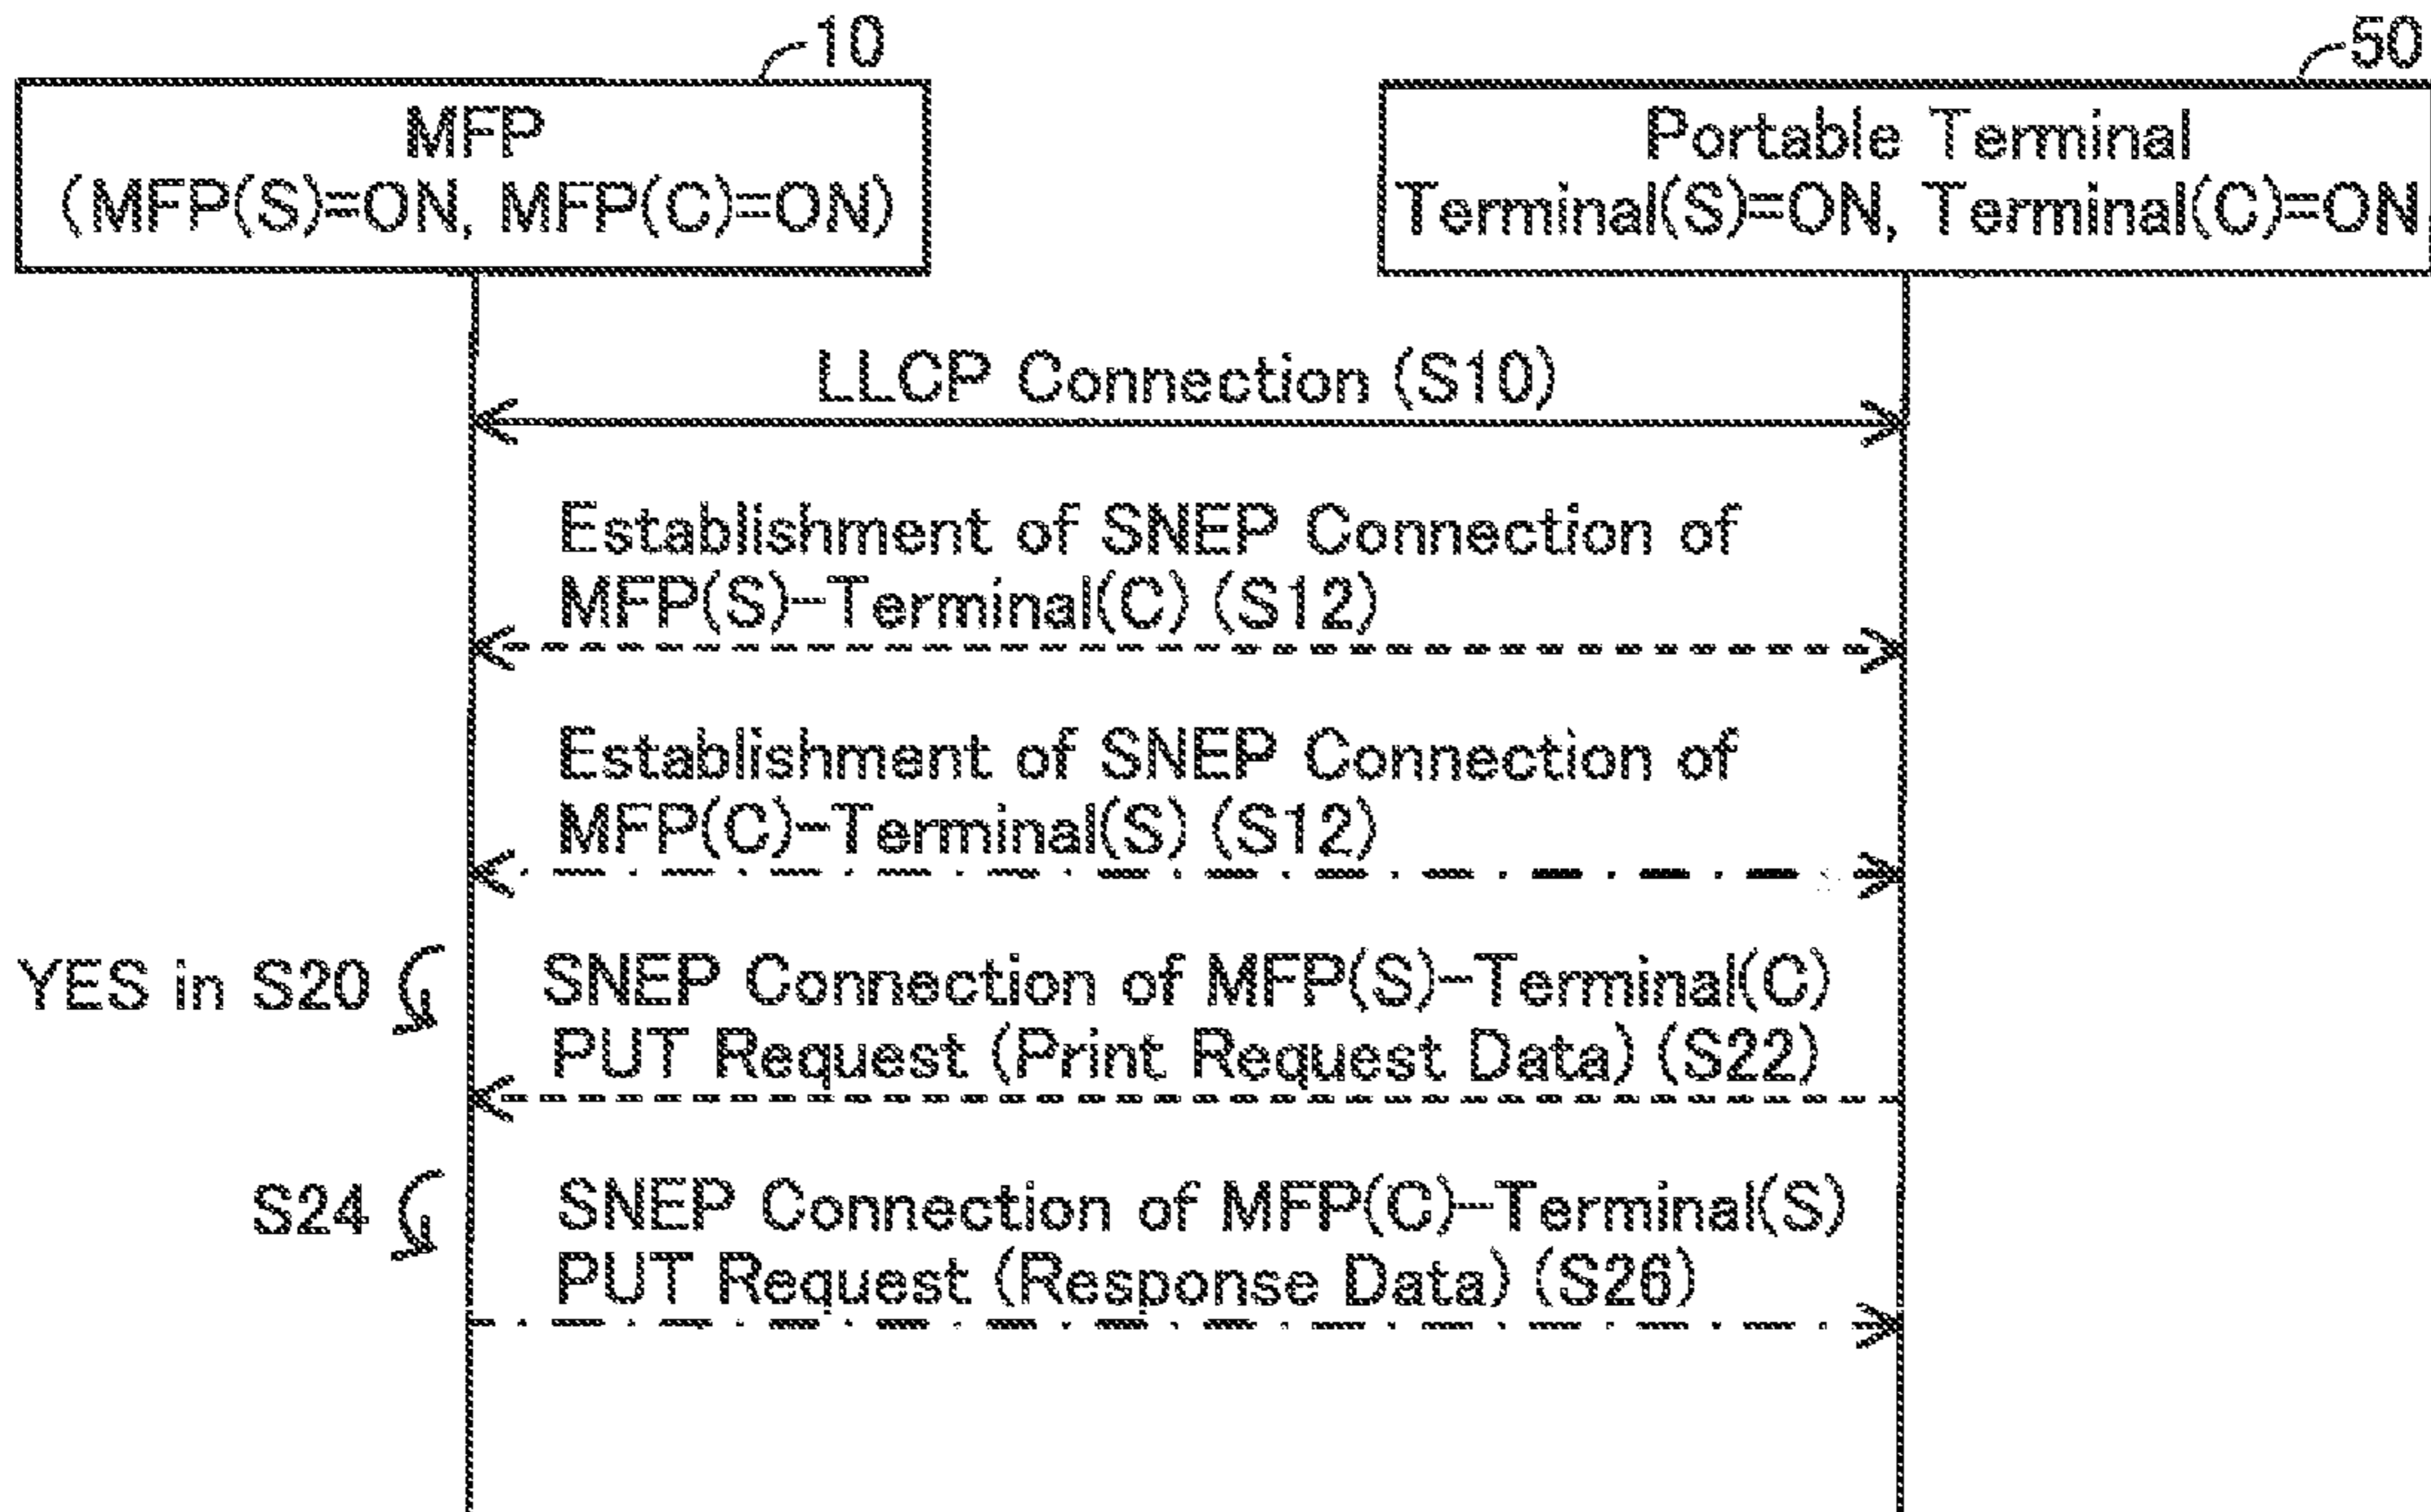 10
50
MFP
(MFP(S)=ON, MFP(C)=ON)
Portable Terminal
Terminal(S)=ON, Terminal(C)=ON
LLCP Connection (S10)
Establishment of SNEP Connection of
MFP(S)-Terminal(C) (S12)
Establishment of SNEP Connection of
MFP(C)-Terminal(S) (S12)
YES in S20
SNEP Connection of MFP(S)-Terminal(C)
PUT Request (Print Request Data) (S22)
S24
SNEP Connection of MFP(C)-Terminal(S)
PUT Request (Response Data) (S26)